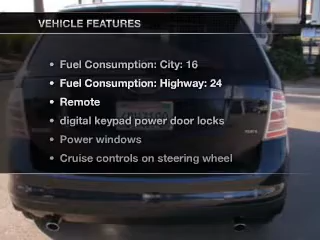 VEHICLE FEATURES
• Fuel Consumption: City: 16
• Fuel Consumption: Highway: 24
• Remote
• digital keypad power door locks
• Power windows
• Cruise controls on steering wheel